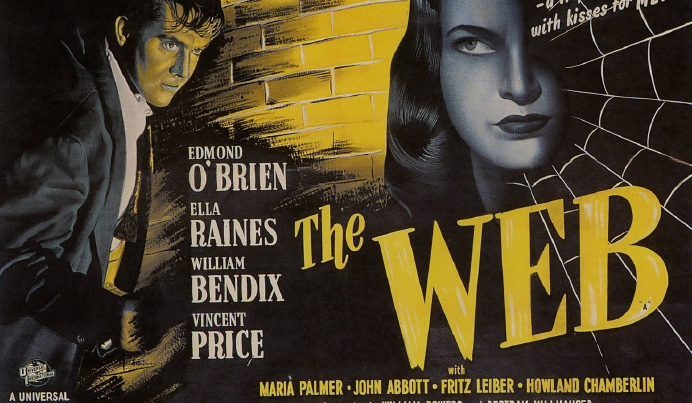 with kisses for
EDMOND
O'BRIEN
ELLA
RAINES
WILLIAM
BENDIX
VINCENT
PRICE
The WEB
"A"
with
MARIA PALMER · JOHN ABBOTT · FRITZ LEIBER · HOWLAND CHAMBERLIN
A UNIVERSAL